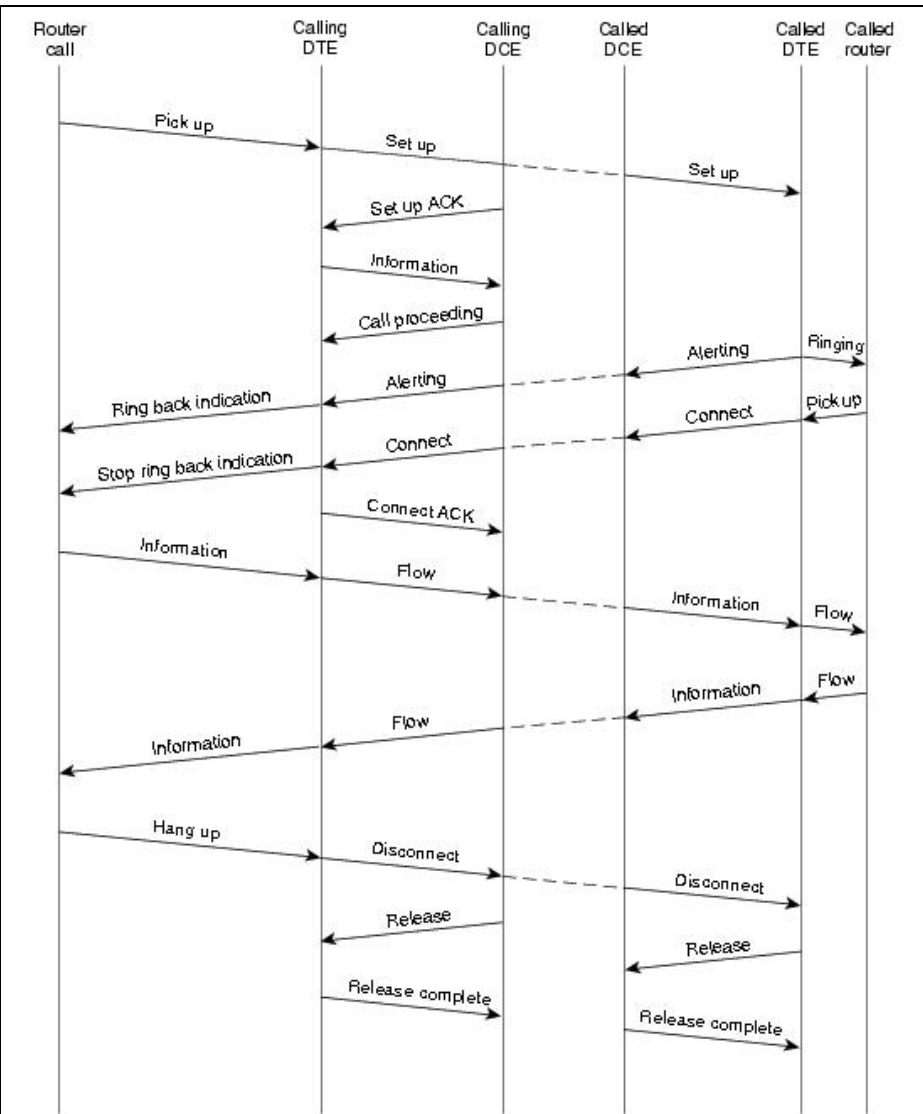 Router
call
Calling
DTE
Calling
DCE
Called
DCE
Called
DTE
Called
router
Pick up
Set up
Set up
Set up ACK
Information
Call proceeding
Alerting
Ringing
Alerting
Ring back indication
Pick up
Connect
Connect
Stop ring back indication
Connect ACK
Information
Flow
Information
Flow
Flow
Information
Flow
Information
Hang up
Disconnect
Disconnect
Release
Release
Release complete
Release complete